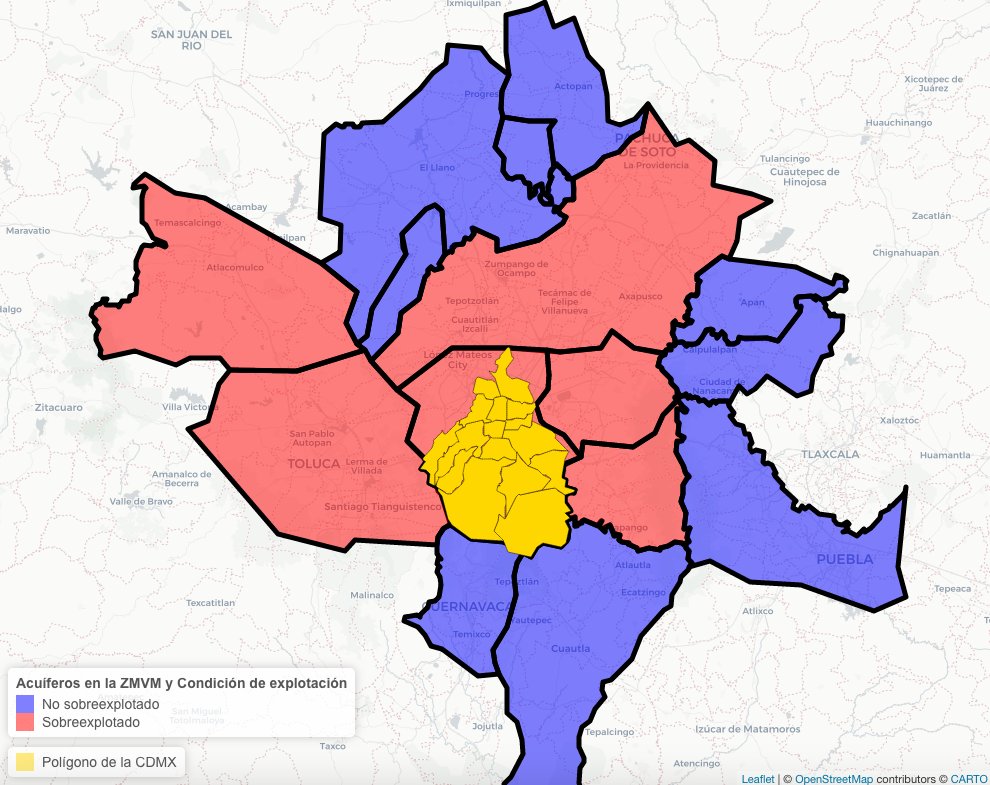 Ixmiquilpan
SAN JUAN DEL
RIO
Xicotepec de
Juárez
Actopan
Progres
Huauchinango
PACHUCA
DE SOTO
La Providencia
Tulancingo
El Llano
Cuautepec de
Hinojosa
Acambay
Zacatlán
Temascalcingo
Maravatio
Chignahuapan
Atlacomulco
Zumpango de
Ocampo
Tecámac de
Felipe
Villanueva
Axapusco
Tepotzotlán
Apan
Cuautitlán
Izcalli
Calpulalpan
López Mateos
City
Ciudad de
Nanacam
Zitacuaro
Villa Victoria
Xaloztoc
San Pablo
Autopan
TLAXCALA
Huamantla
TOLUCA
Lerma de
Villada
Amanalco de
Becerra
Valle de Bravo
Santiago Tianguistenco
apango
PUEBLA
Atlautla
Tepoztlán
Ecatzingo
Tepeaca
Malinalco
Texcatitlan
CUERNAVACA
Atlixco
Yautepec
Temixco
Cuautla
Acuíferos en la ZMVM y Condición de explotación
No sobreexplotado
Sobreexplotado
San Miguel
Totolmaloya
Jojutla
Tepalcingo
Izúcar de Matamoros
Taxco
Polígono de la CDMX
Atencingo
Leaflet | © OpenStreetMap contributors © CARTO